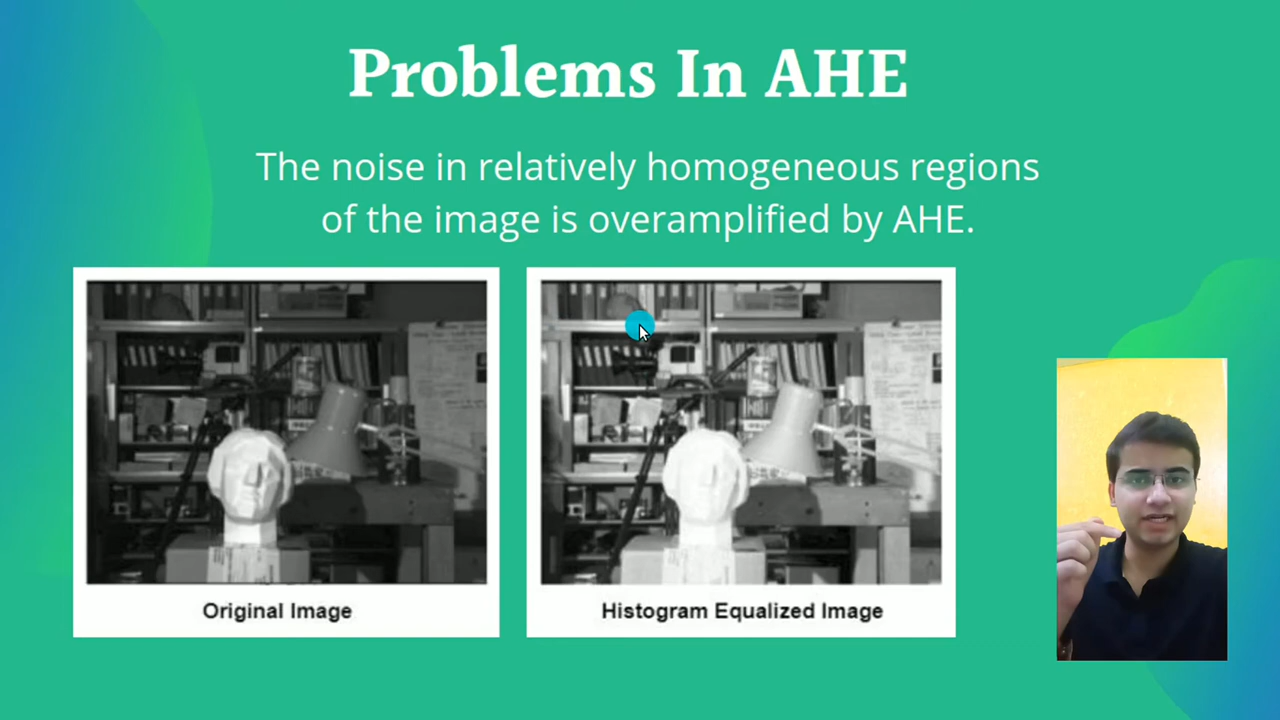 Problems In AHE
The noise in relatively homogeneous regions
of the image is overamplified by AHE.
Original Image
Histogram Equalized Image